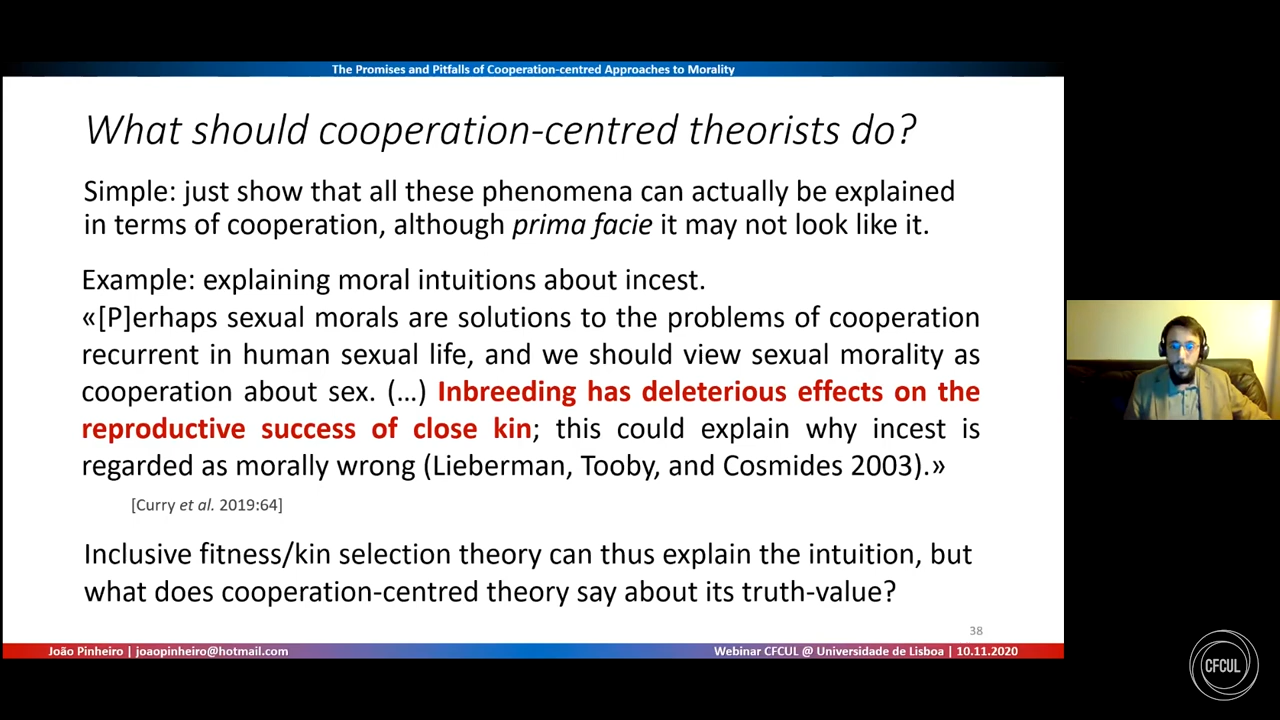 The Promises and Pitfalls of Cooperation-centred Approaches to Morality
What should cooperation-centred theorists do?
Simple: just show that all these phenomena can actually be explained
in terms of cooperation, although prima facie it may not look like it.
Example: explaining moral intuitions about incest.
«[P]erhaps sexual morals are solutions to the problems of cooperation
recurrent in human sexual life, and we should view sexual morality as
cooperation about sex. (…) Inbreeding has deleterious effects on the
reproductive success of close kin; this could explain why incest is
regarded as morally wrong (Lieberman, Tooby, and Cosmides 2003).»
[Curry et al. 2019:64]
Inclusive fitness/kin selection theory can thus explain the intuition, but
what does cooperation-centred theory say about its truth-value?
38
João Pinheiro | joaopinheiro@hotmail.com
Webinar CFCUL @ Universidade de Lisboa | 10.11.2020
CFCUL